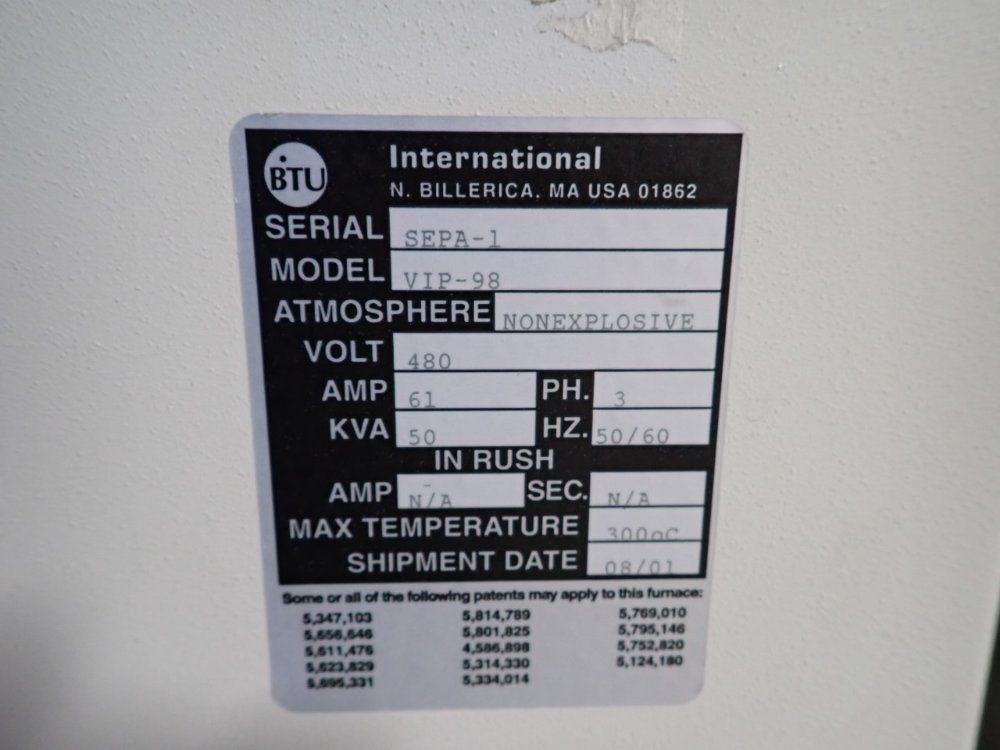 BTU International
N. BILLERICA, MA USA 01862
SERIAL SEPA-1
MODEL VIP-98
ATMOSPHERE NONEXPLOSIVE
VOLT 480
AMP 61 PH. 3
KVA 50 HZ. 50/60
IN RUSH
AMP N/A SEC. N/A
MAX TEMPERATURE 300oC
SHIPMENT DATE 08/01
Some or all of the following patents may apply to this furnace:
5,347,103 5,814,789 5,769,010
5,656,646 5,801,825 5,795,146
5,611,476 4,586,898 5,752,820
5,623,829 5,314,330 5,124,180
5,695,331 5,334,014